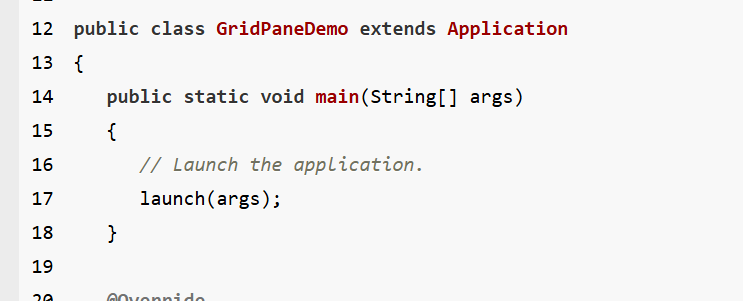 12 public class GridPaneDemo extends Application
13 {
14 public static void main(String[] args)
15 {
16 // Launch the application.
17 launch(args);
18 }
19
20 @Override